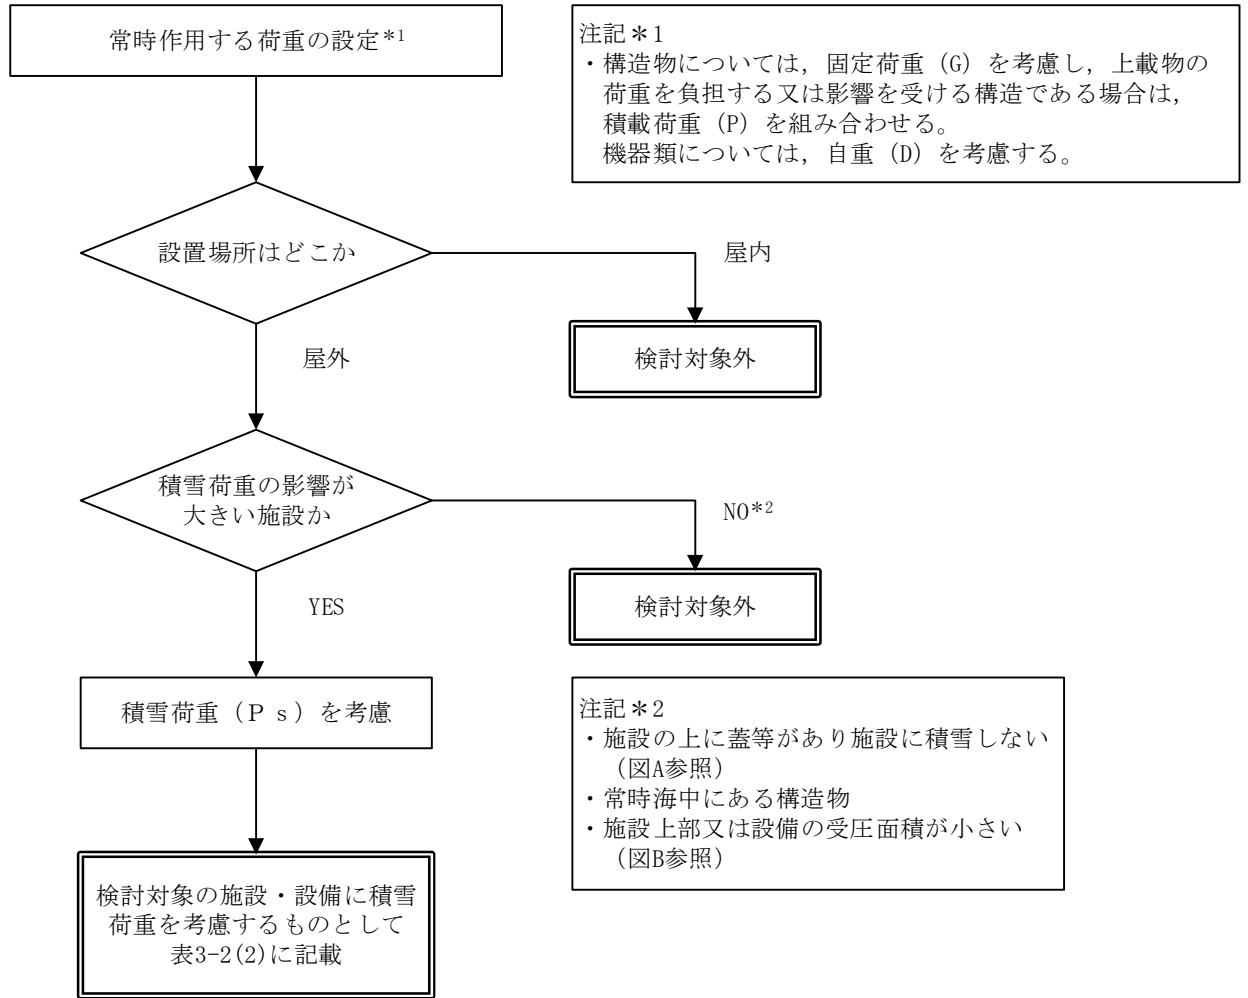 常時作用する荷重の設定*1
注記＊1
・構造物については，固定荷重（G）を考慮し，上載物の
荷重を負担する又は影響を受ける構造である場合は，
積載荷重（P）を組み合わせる。
機器類については，自重（D）を考慮する。
設置場所はどこか
屋内
検討対象外
屋外
積雪荷重の影響が
大きい施設か
NO*2
検討対象外
YES
積雪荷重（Ｐｓ）を考慮
注記＊2
・施設の上に蓋等があり施設に積雪しない
（図A参照）
・常時海中にある構造物
・施設上部又は設備の受圧面積が小さい
（図B参照）
検討対象の施設・設備に積雪
荷重を考慮するものとして
表3-2(2)に記載